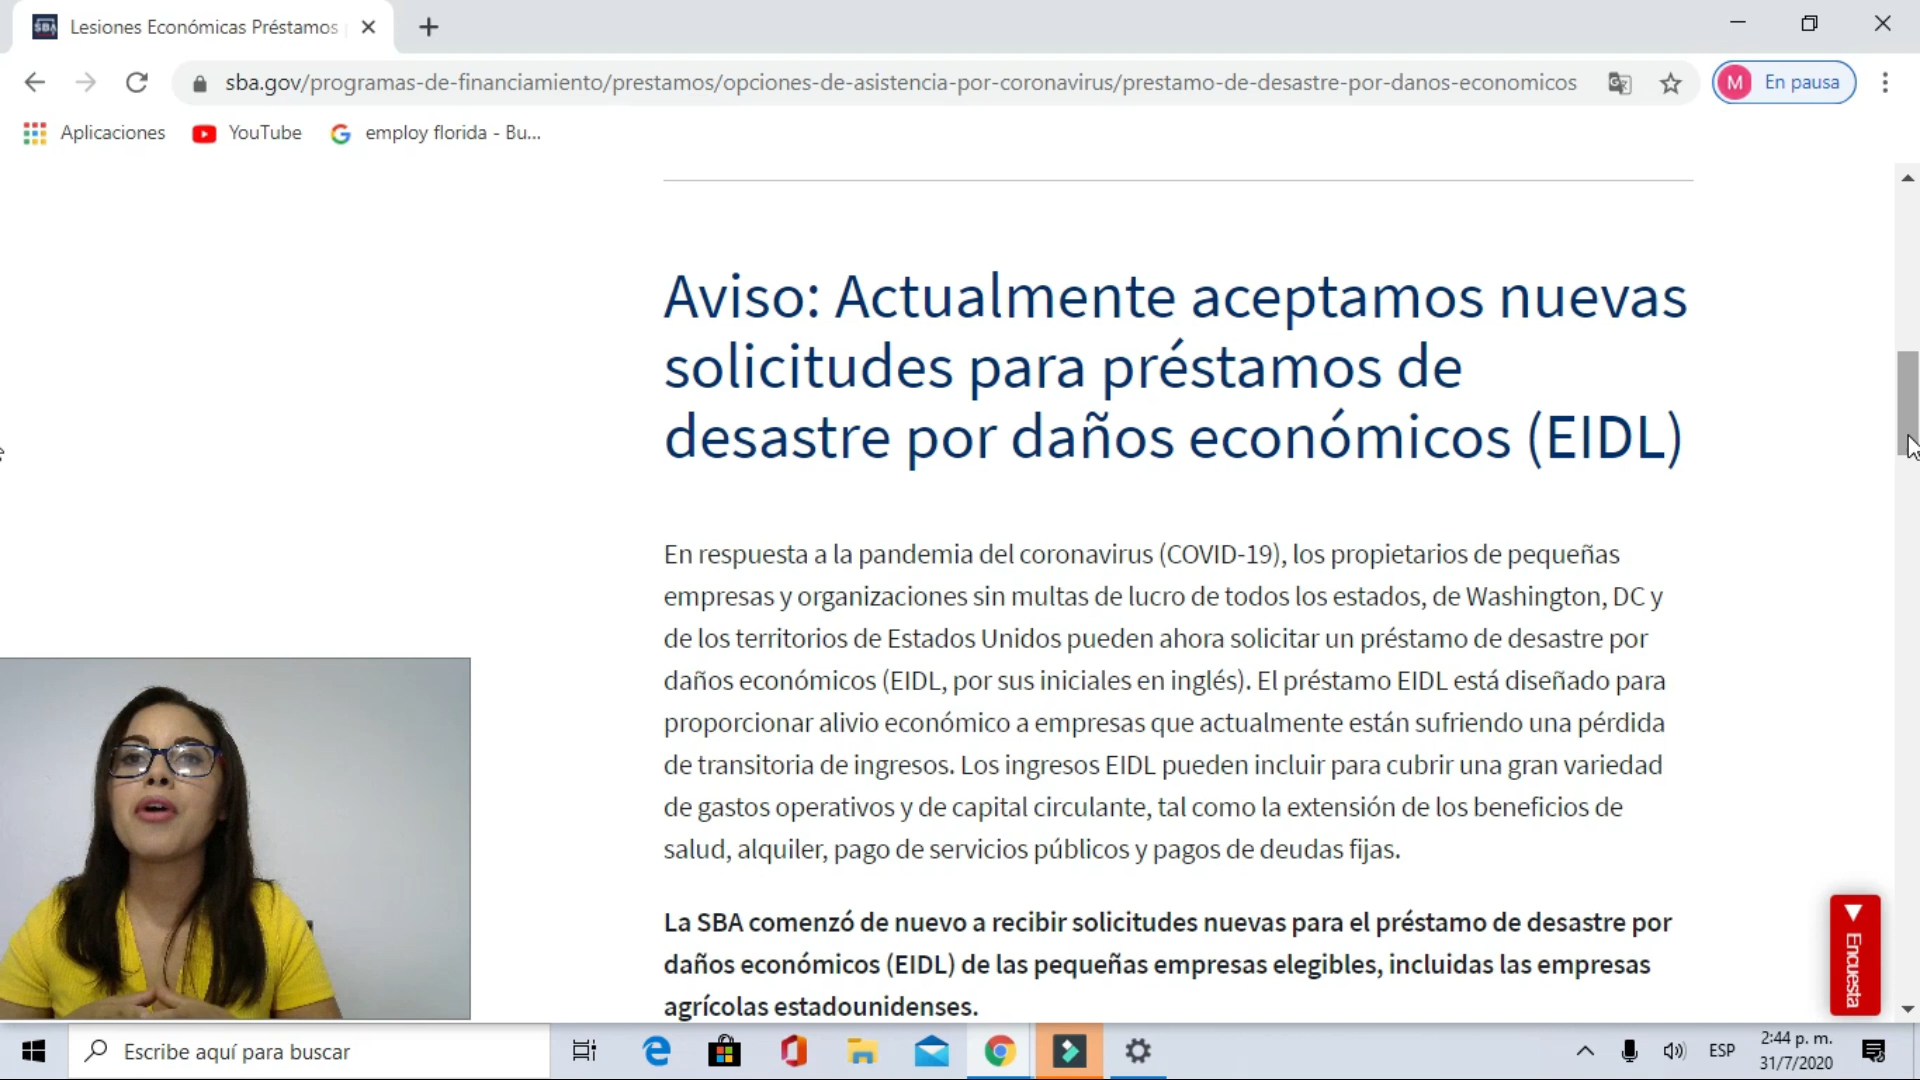 SBA
Lesiones Económicas Préstamos
sba.gov/programas-de-financiamiento/prestamos/opciones-de-asistencia-por-coronavirus/prestamo-de-desastre-por-danos-economicos
M En pausa
Aplicaciones YouTube employ florida - Bu...
Aviso: Actualmente aceptamos nuevas
solicitudes para préstamos de
desastre por daños económicos (EIDL)
En respuesta a la pandemia del coronavirus (COVID-19), los propietarios de pequeñas
empresas y organizaciones sin multas de lucro de todos los estados, de Washington, DC y
de los territorios de Estados Unidos pueden ahora solicitar un préstamo de desastre por
daños económicos (EIDL, por sus iniciales en inglés). El préstamo EIDL está diseñado para
proporcionar alivio económico a empresas que actualmente están sufriendo una pérdida
de transitoria de ingresos. Los ingresos EIDL pueden incluir para cubrir una gran variedad
de gastos operativos y de capital circulante, tal como la extensión de los beneficios de
salud, alquiler, pago de servicios públicos y pagos de deudas fijas.
La SBA comenzó de nuevo a recibir solicitudes nuevas para el préstamo de desastre por
daños económicos (EIDL) de las pequeñas empresas elegibles, incluidas las empresas
agrícolas estadounidenses.
Encuesta
Escribe aquí para buscar
ESP
2:44 p. m.
31/7/2020